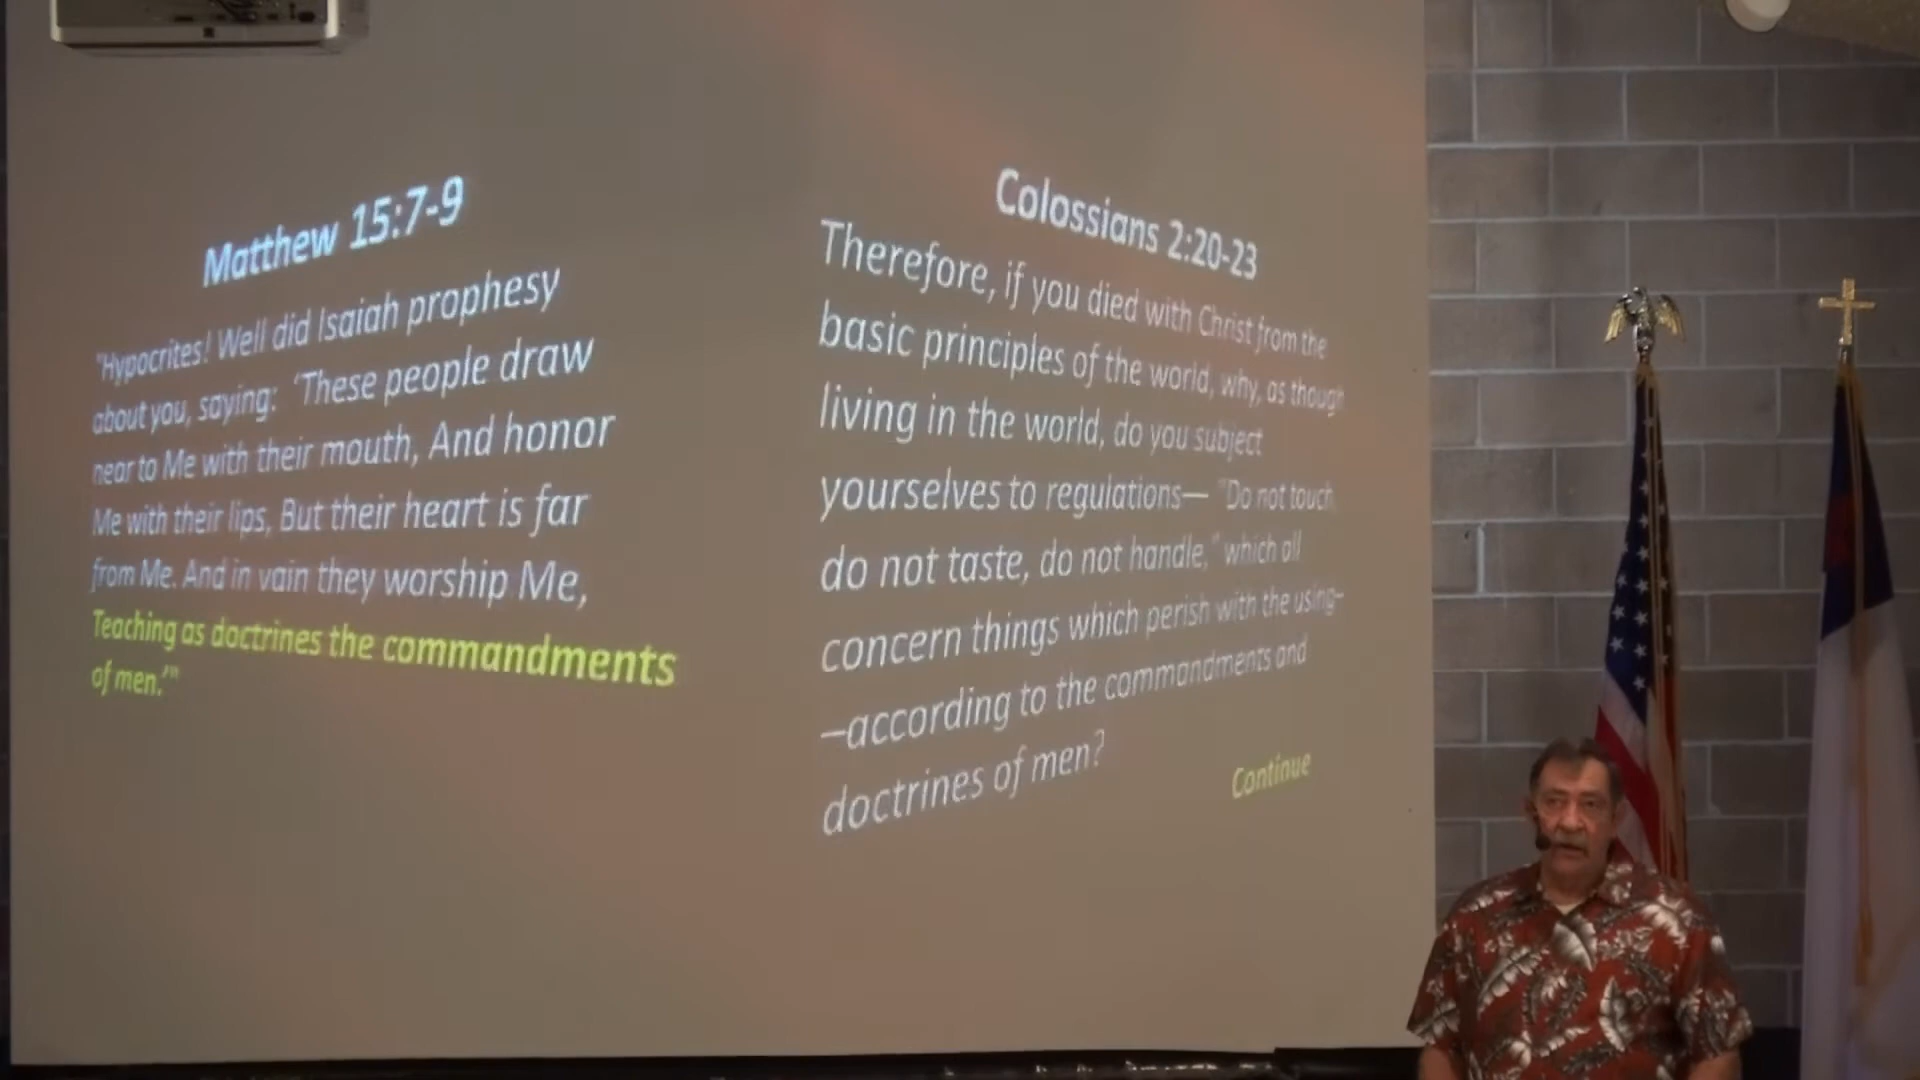 Matthew 15:7-9
"Hypocrites! Well did Isaiah prophesy
about you, saying: 'These people draw
near to Me with their mouth, And honor
Me with their lips, But their heart is far
from Me. And in vain they worship Me,
Teaching as doctrines the commandments
of men.'"
Colossians 2:20-23
Therefore, if you died with Christ from the
basic principles of the world, why, as though
living in the world, do you subject
yourselves to regulations— "Do not touch,
do not taste, do not handle," which all
concern things which perish with the using–
–according to the commandments and
doctrines of men?
Continue